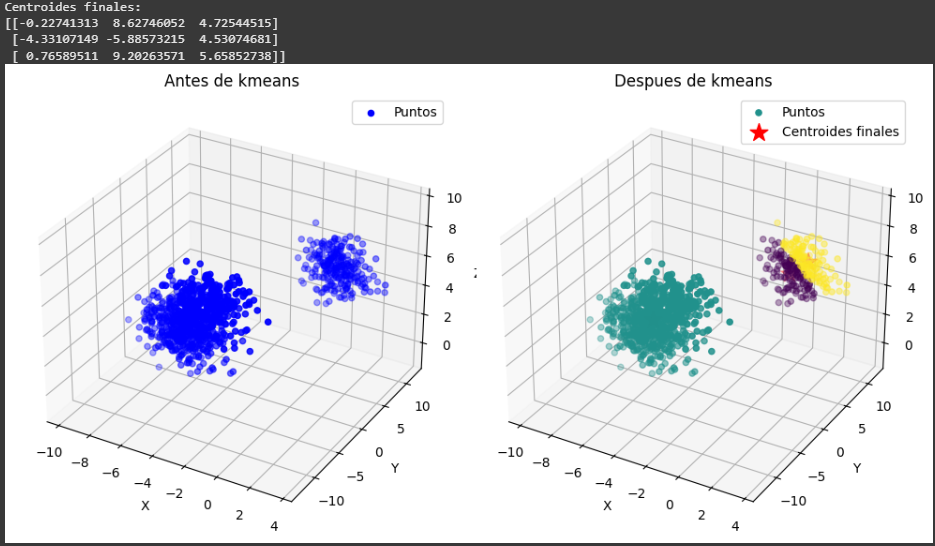 Centroides finales:
[[-0.22741313  8.62746052  4.72544515]
 [-4.33107149 -5.88573215  4.53074681]
 [ 0.76589511  9.20263571  5.65852738]]
Antes de kmeans
Puntos
10
8
6
4
2
0
10
5
0
−5
−10
Y
−10
−8
−6
−4
−2
0
2
4
X
Despues de kmeans
Puntos
Centroides finales
10
8
6
4
2
0
10
5
0
−5
−10
Y
−10
−8
−6
−4
−2
0
2
4
X